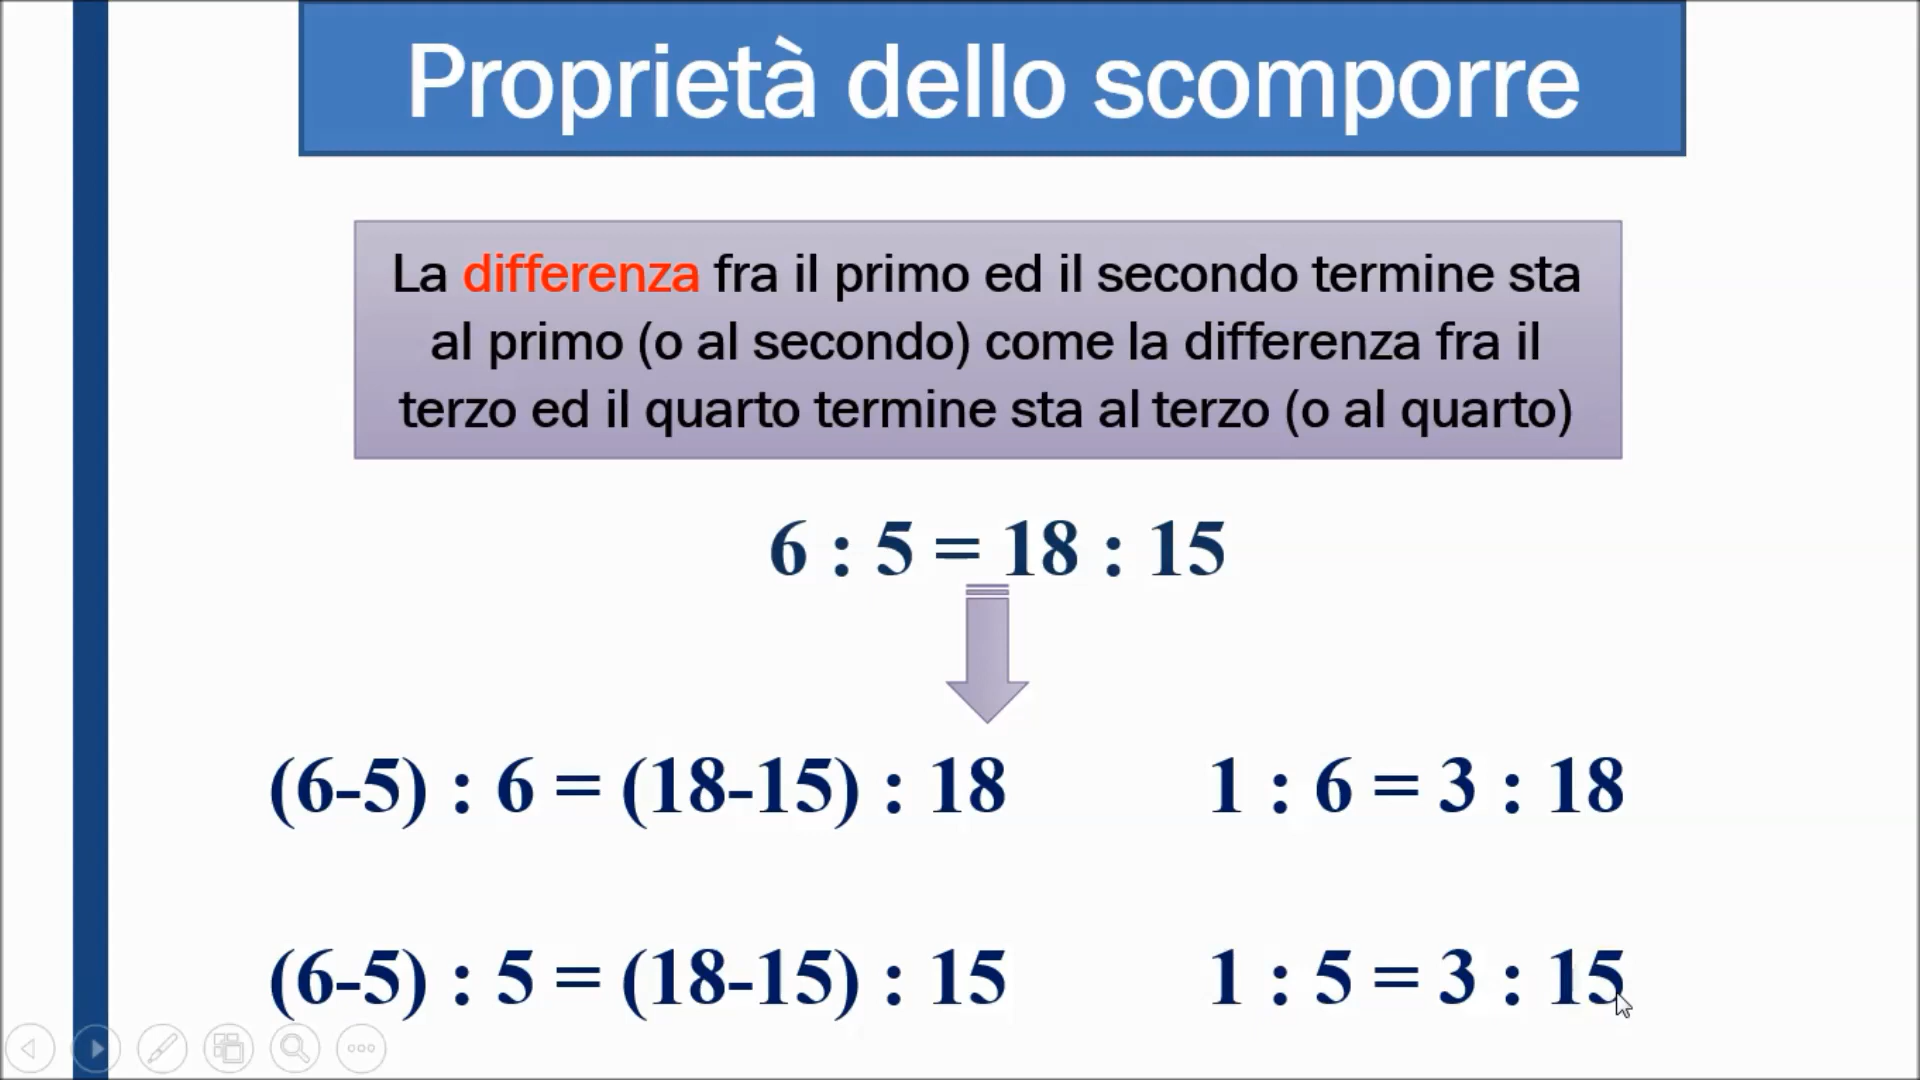 Proprietà dello scomporre
La differenza fra il primo ed il secondo termine sta
al primo (o al secondo) come la differenza fra il
terzo ed il quarto termine sta al terzo (o al quarto)
6 : 5 = 18 : 15
(6-5) : 6 = (18-15) : 18
1 : 6 = 3 : 18
(6-5) : 5 = (18-15) : 15
1 : 5 = 3 : 15